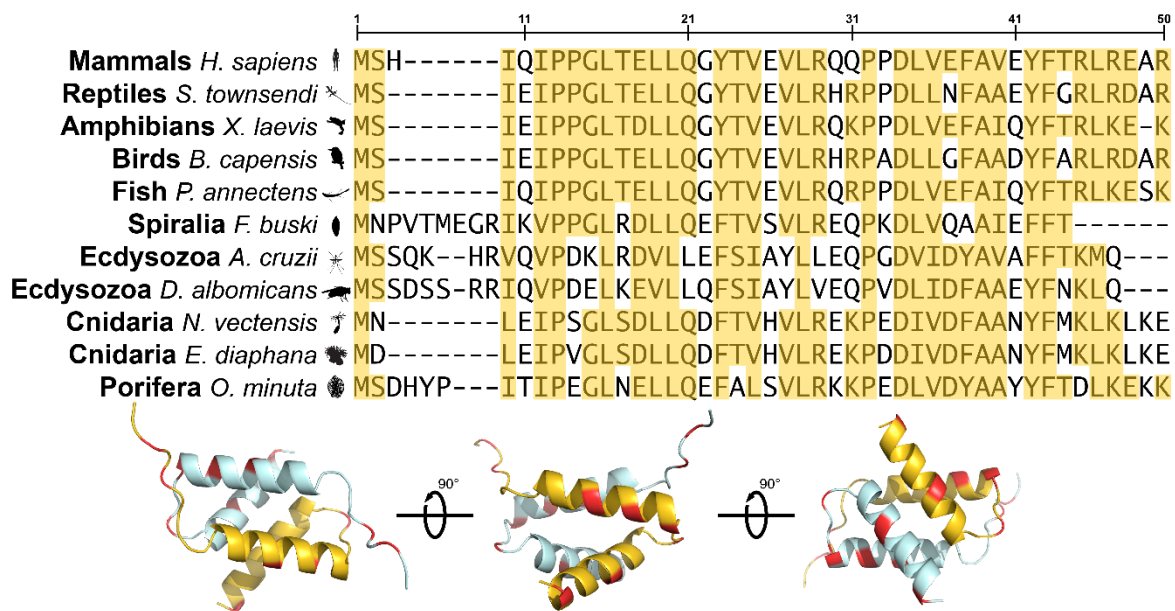 1 11 21 31 41 50
Mammals H. sapiens MSH------IQIPPGLTELLQGYTVEVLRQQPPDLVEFAVEYFTRLREAR
Reptiles S. townsendi MS-------IEIPPGLTELLQGYTVEVLRHRPPDLLNFAAEYFGRLRDAR
Amphibians X. laevis MS-------IEIPPGLTDLLQGYTVEVLRQKPPDLVEFAIQYFTRLKE-K
Birds B. capensis MS-------IEIPPGLTELLQGYTVEVLRHRPADLLGFAADYFARLRDAR
Fish P. annectens MS-------IQIPPGLTELLQGYTVEVLRQRPPDLVEFAIQYFTRLKESK
Spiralia F. buski MNPVTMEGRIKVPPGLRDLLQEFTVSVLREQPKDLVQAAIEFFT------
Ecdysozoa A. cruzii MSSQK--HRVQVPDKLRDVLLEFSIAYLLEQPGDVIDYAVAFFTKMQ---
Ecdysozoa D. albomicans MSSDSS-RRIQVPDELKEVLLQFSIAYLVEQPVDLIDFAAEYFNKLQ---
Cnidaria N. vectensis MN-------LEIPSGLSDLLQDFTVHVLREKPEDIVDFAANYFMKLKLKE
Cnidaria E. diaphana MD-------LEIPVGLSDLLQDFTVHVLREKPDDIVDFAANYFMKLKLKE
Porifera O. minuta MSDHYP---ITIPEGLNELLQEFALSVLRKKPEDLVDYAAYYFTDLKEKK
90° 90°